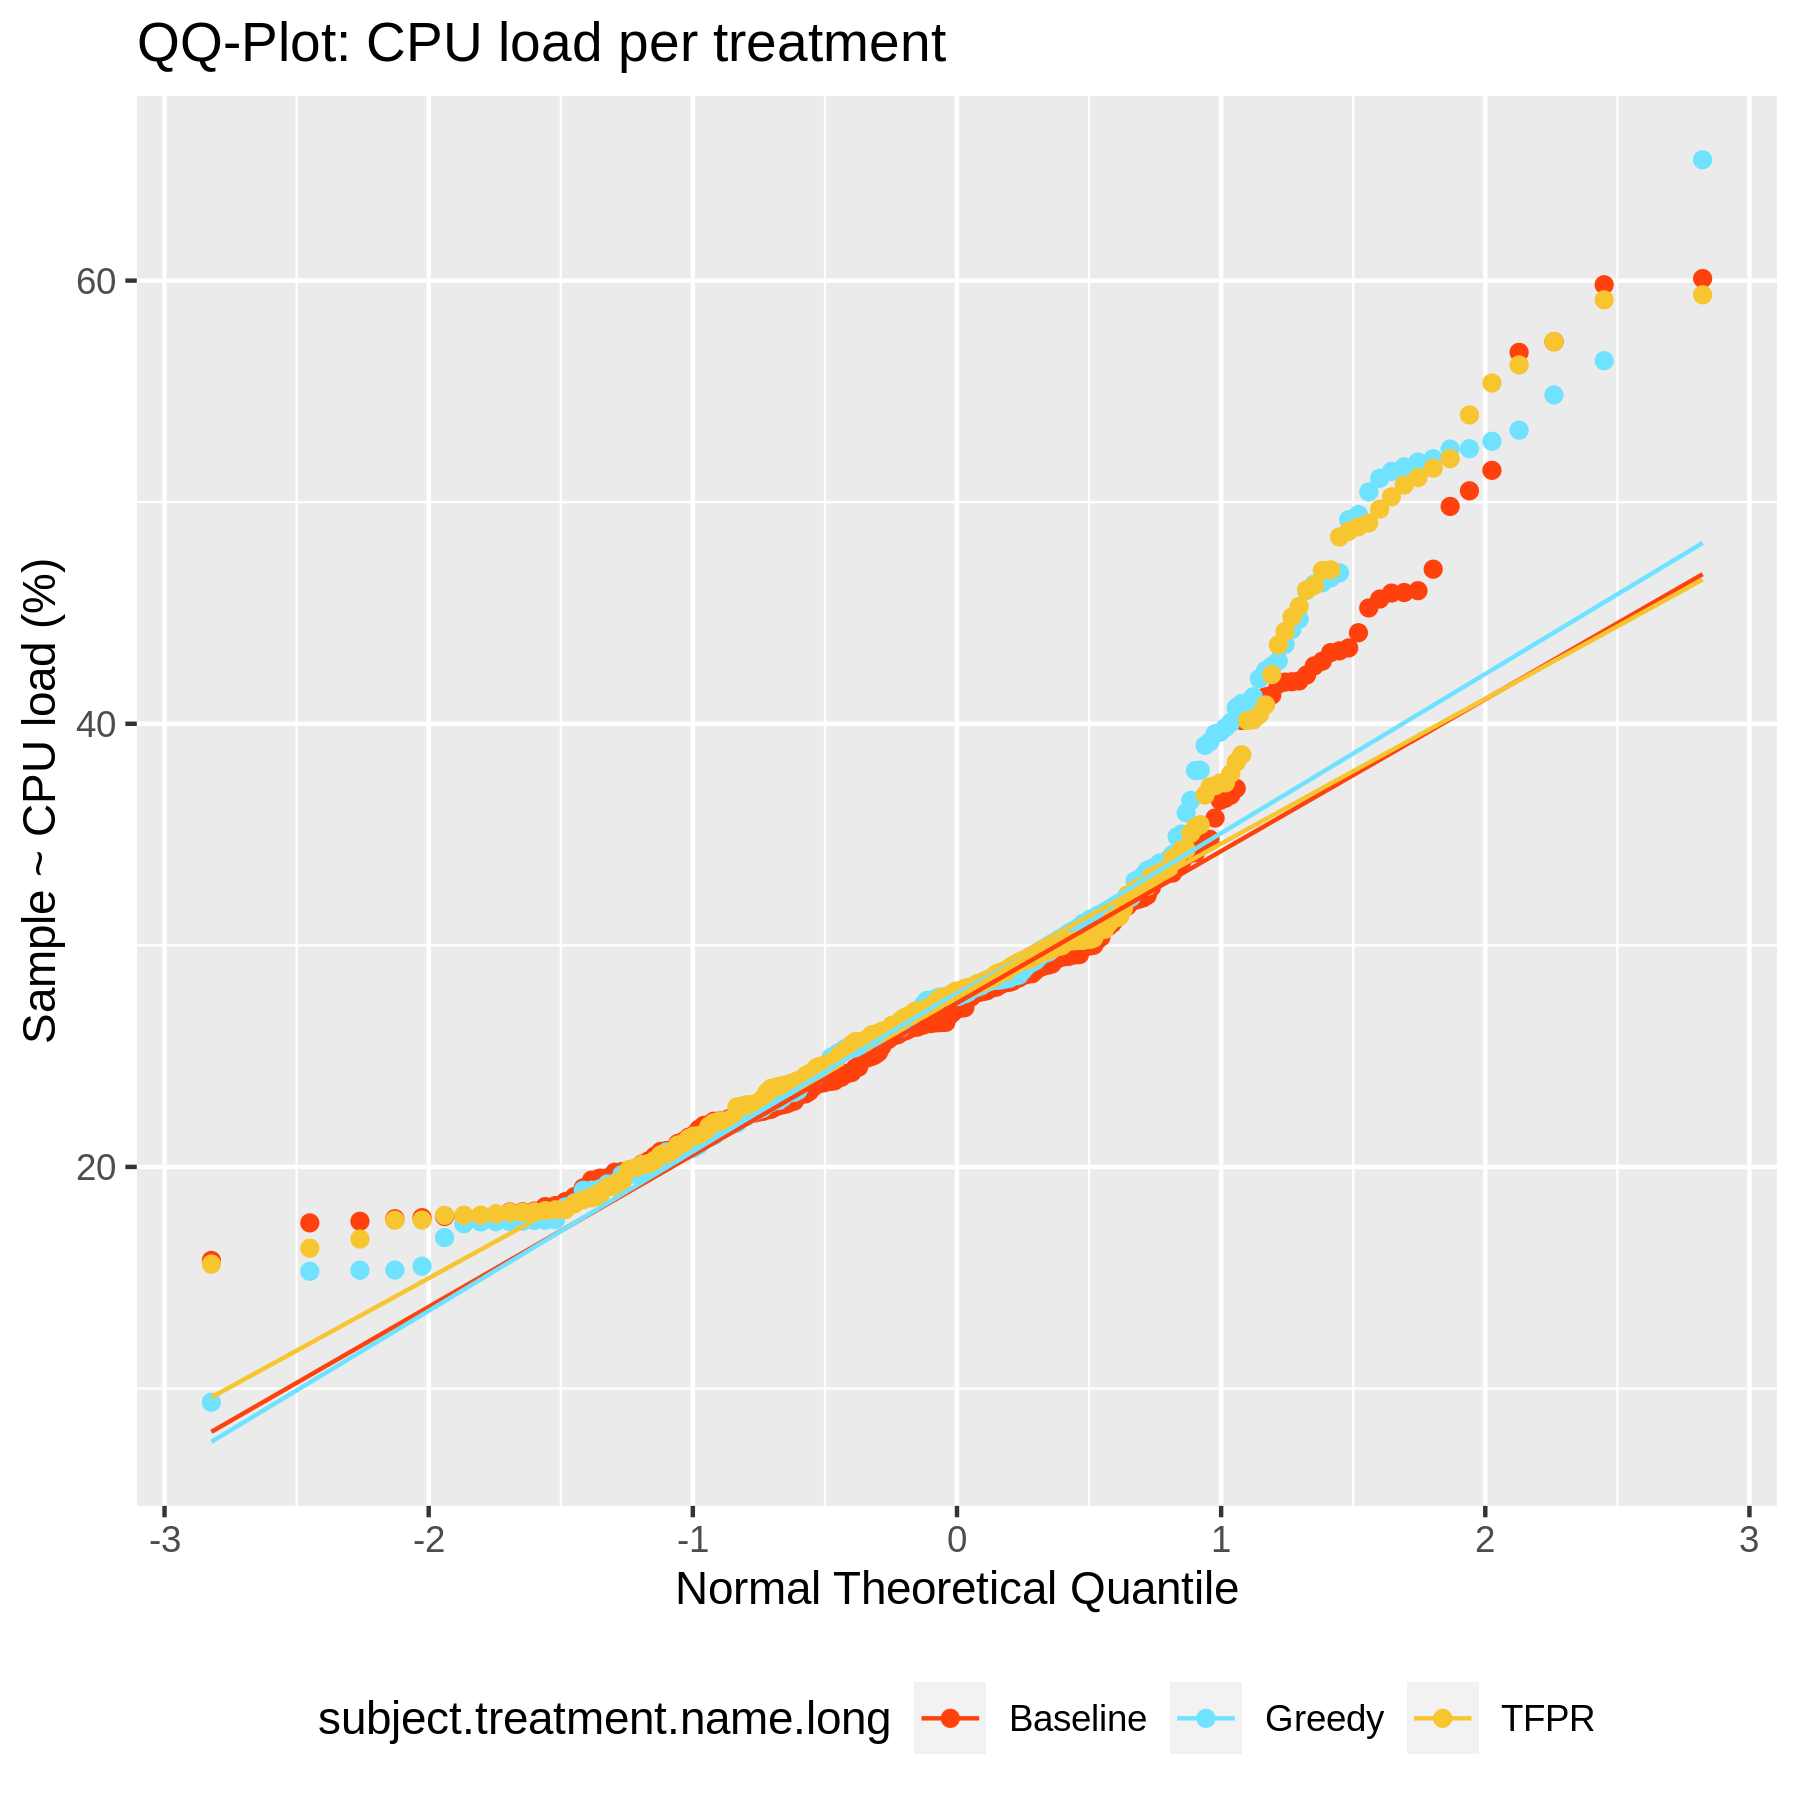 QQ-Plot: CPU load per treatment
Sample ~ CPU load (%)
60
40
20
-3 -2 -1 0 1 2 3
Normal Theoretical Quantile
subject.treatment.name.long Baseline Greedy TFPR